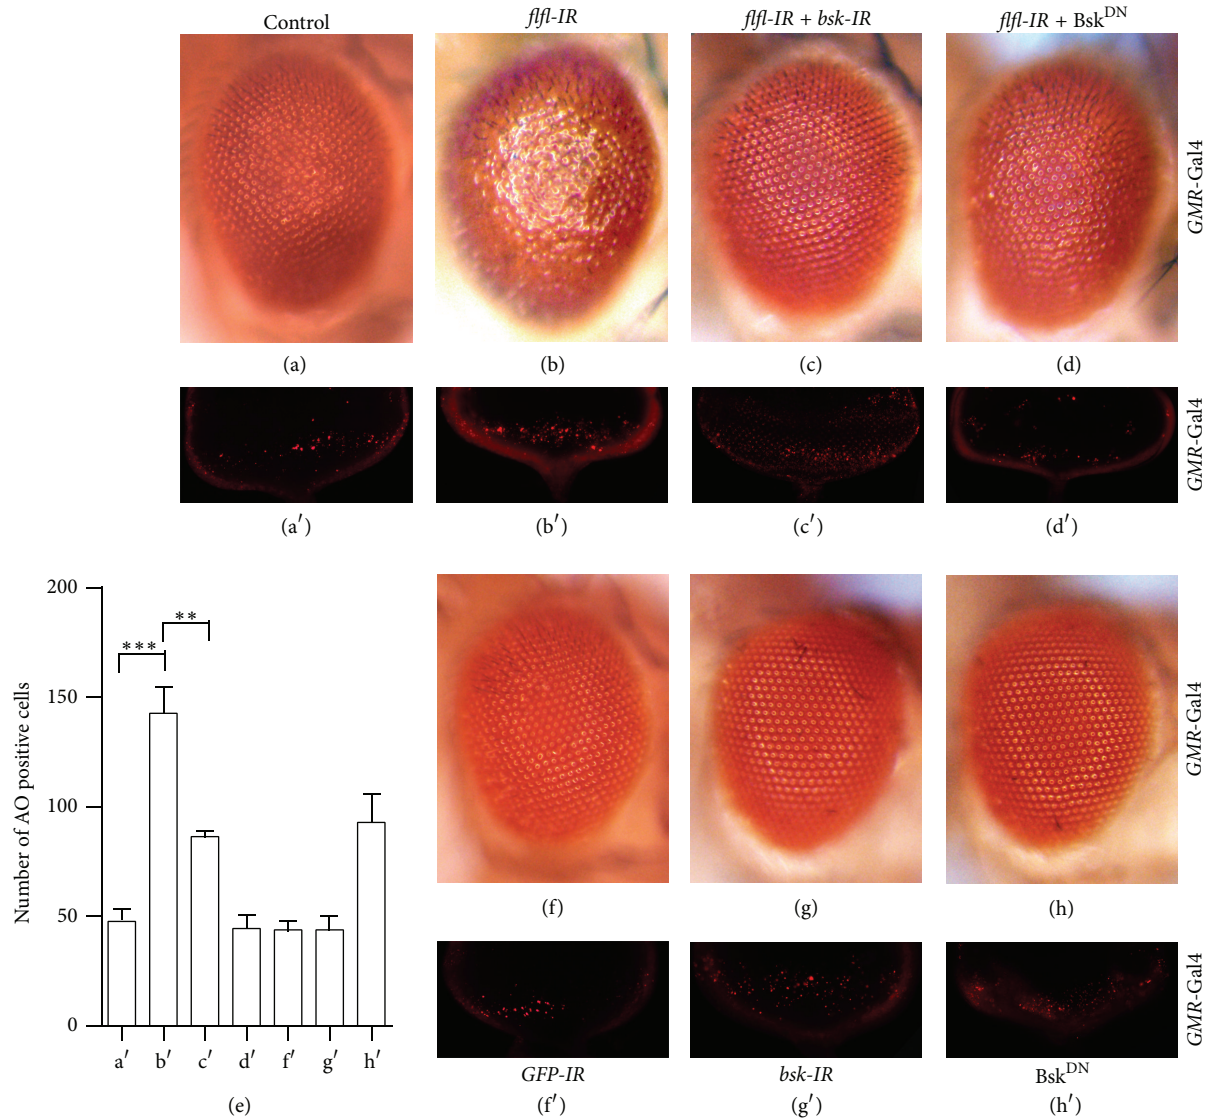 Control
flfl-IR
flfl-IR + bsk-IR
flfl-IR + Bsk^DN
GMR-Gal4
(a)
(b)
(c)
(d)
GMR-Gal4
(a′)
(b′)
(c′)
(d′)
Number of AO positive cells
200
150
100
50
0
***
**
a′
b′
c′
d′
f′
g′
h′
(e)
GMR-Gal4
(f)
(g)
(h)
GMR-Gal4
GFP-IR
bsk-IR
Bsk^DN
(f′)
(g′)
(h′)